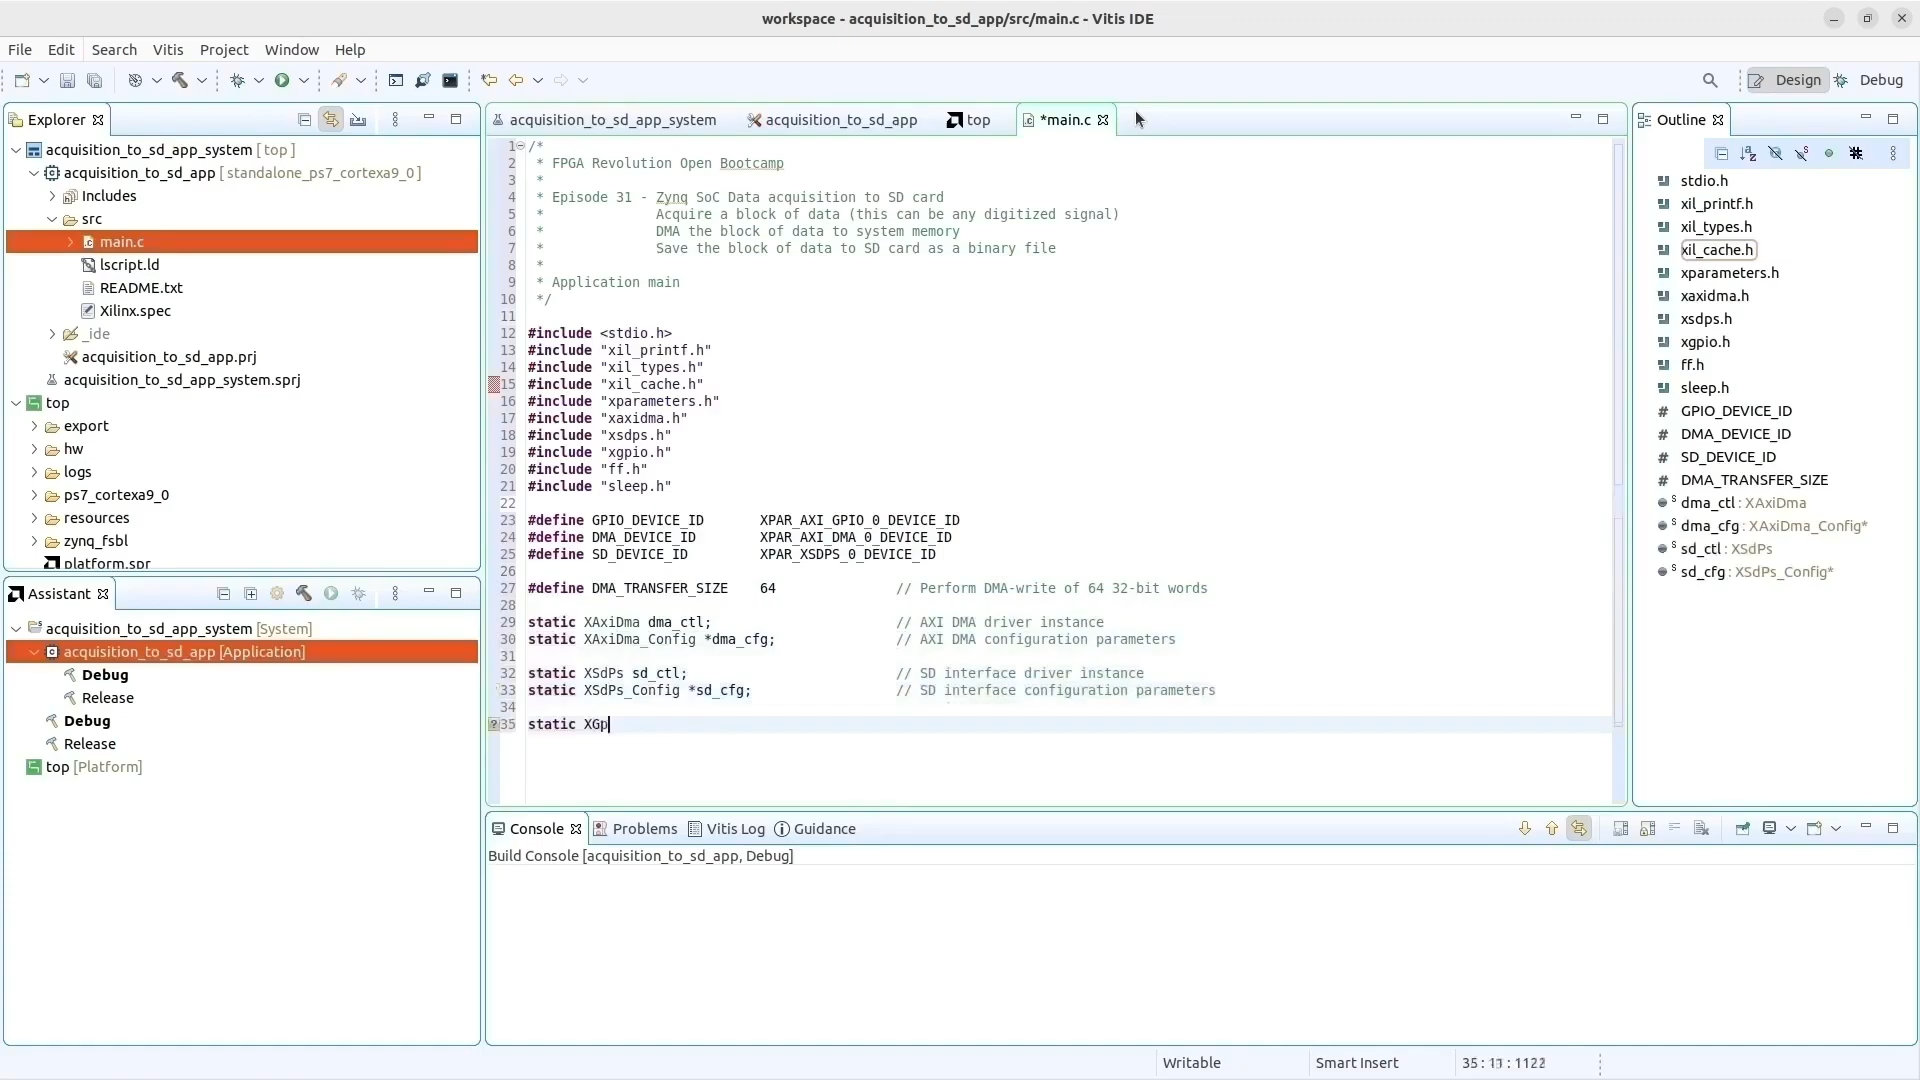 workspace - acquisition_to_sd_app/src/main.c - Vitis IDE
File Edit Search Vitis Project Window Help
Design Debug
Explorer
acquisition_to_sd_app_system [ top ]
acquisition_to_sd_app [ standalone_ps7_cortexa9_0 ]
Includes
src
main.c
lscript.ld
README.txt
Xilinx.spec
_ide
acquisition_to_sd_app.prj
acquisition_to_sd_app_system.sprj
top
export
hw
logs
ps7_cortexa9_0
resources
zynq_fsbl
platform.spr
Assistant
acquisition_to_sd_app_system [System]
acquisition_to_sd_app [Application]
Debug
Release
Debug
Release
top [Platform]
acquisition_to_sd_app_system acquisition_to_sd_app top *main.c
1 /*
2 * FPGA Revolution Open Bootcamp
3 *
4 * Episode 31 - Zynq SoC Data acquisition to SD card
5 * Acquire a block of data (this can be any digitized signal)
6 * DMA the block of data to system memory
7 * Save the block of data to SD card as a binary file
8 *
9 * Application main
10 */
11
12 #include <stdio.h>
13 #include "xil_printf.h"
14 #include "xil_types.h"
15 #include "xil_cache.h"
16 #include "xparameters.h"
17 #include "xaxidma.h"
18 #include "xsdps.h"
19 #include "xgpio.h"
20 #include "ff.h"
21 #include "sleep.h"
22
23 #define GPIO_DEVICE_ID XPAR_AXI_GPIO_0_DEVICE_ID
24 #define DMA_DEVICE_ID XPAR_AXI_DMA_0_DEVICE_ID
25 #define SD_DEVICE_ID XPAR_XSDPS_0_DEVICE_ID
26
27 #define DMA_TRANSFER_SIZE 64 // Perform DMA-write of 64 32-bit words
28
29 static XAxiDma dma_ctl; // AXI DMA driver instance
30 static XAxiDma_Config *dma_cfg; // AXI DMA configuration parameters
31
32 static XSdPs sd_ctl; // SD interface driver instance
33 static XSdPs_Config *sd_cfg; // SD interface configuration parameters
34
35 static XGp
Outline
stdio.h
xil_printf.h
xil_types.h
xil_cache.h
xparameters.h
xaxidma.h
xsdps.h
xgpio.h
ff.h
sleep.h
# GPIO_DEVICE_ID
# DMA_DEVICE_ID
# SD_DEVICE_ID
# DMA_TRANSFER_SIZE
S dma_ctl : XAxiDma
S dma_cfg : XAxiDma_Config*
S sd_ctl : XSdPs
S sd_cfg : XSdPs_Config*
Console Problems Vitis Log Guidance
Build Console [acquisition_to_sd_app, Debug]
Writable Smart Insert